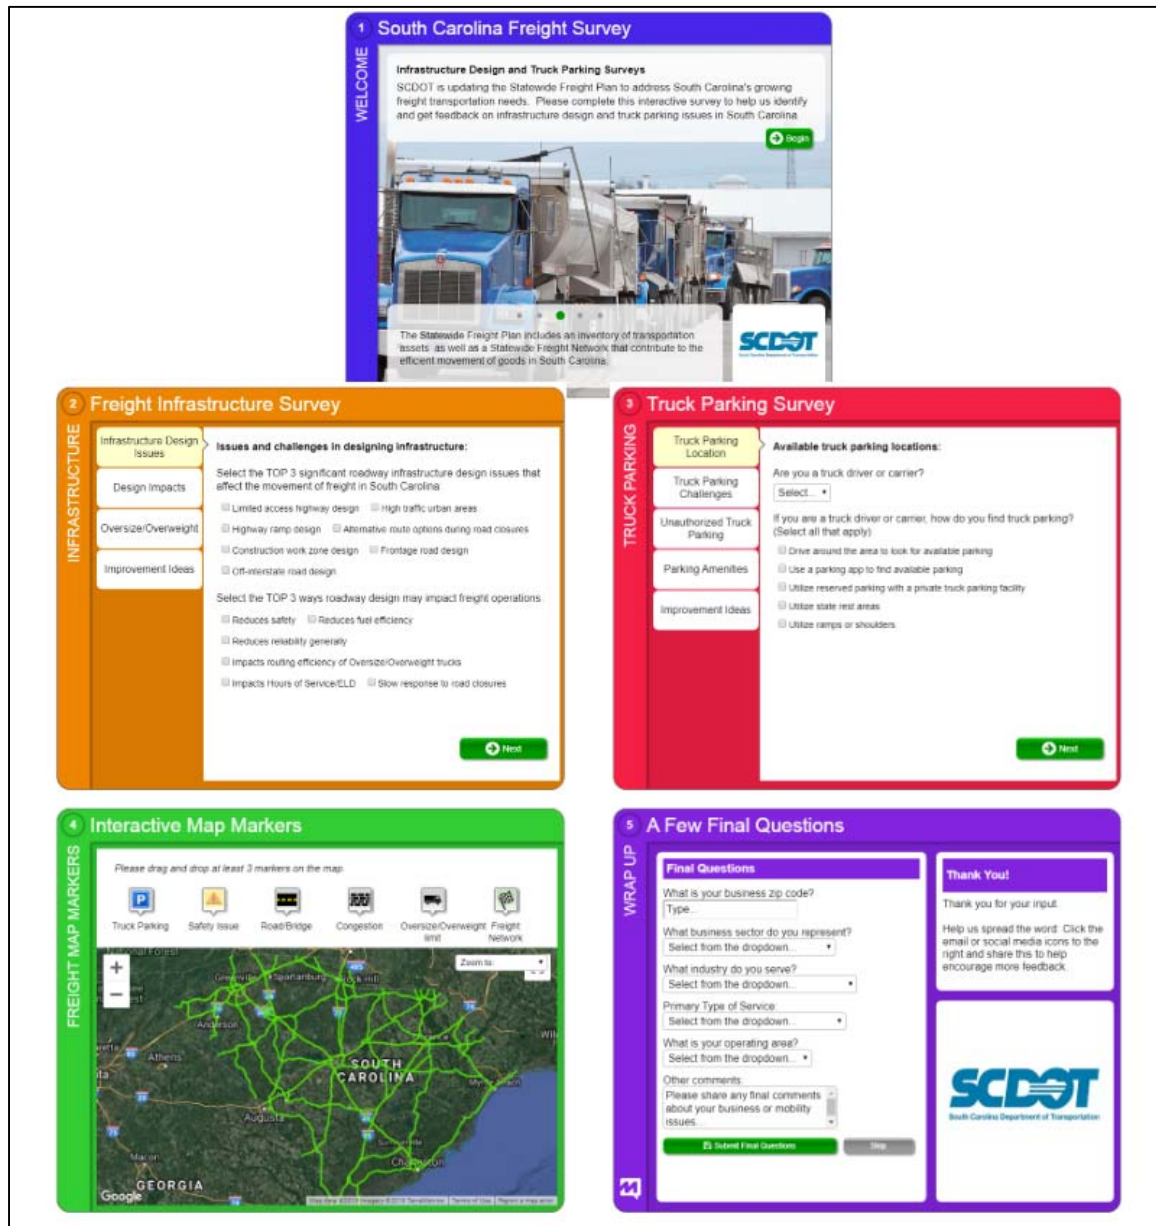 1 South Carolina Freight Survey
WELCOME
Infrastructure Design and Truck Parking Surveys
SCDOT is updating the Statewide Freight Plan to address South Carolina's growing
freight transportation needs. Please complete this interactive survey to help us identify
and get feedback on infrastructure design and truck parking issues in South Carolina
Begin
The Statewide Freight Plan includes an inventory of transportation
assets as well as a Statewide Freight Network that contribute to the
efficient movement of goods in South Carolina.
SCDOT
South Carolina Department of Transportation
2 Freight Infrastructure Survey
INFRASTRUCTURE
Infrastructure Design
Issues
Design Impacts
Oversize/Overweight
Improvement Ideas
Issues and challenges in designing infrastructure:
Select the TOP 3 significant roadway infrastructure design issues that
affect the movement of freight in South Carolina
Limited access highway design High traffic urban areas
Highway ramp design Alternative route options during road closures
Construction work zone design Frontage road design
Off-interstate road design
Select the TOP 3 ways roadway design may impact freight operations
Reduces safety Reduces fuel efficiency
Reduces reliability generally
Impacts routing efficiency of Oversize/Overweight trucks
Impacts Hours of Service/ELD Slow response to road closures
Next
3 Truck Parking Survey
TRUCK PARKING
Truck Parking
Location
Truck Parking
Challenges
Unauthorized Truck
Parking
Parking Amenities
Improvement Ideas
Available truck parking locations:
Are you a truck driver or carrier?
Select...
If you are a truck driver or carrier, how do you find truck parking?
(Select all that apply)
Drive around the area to look for available parking
Use a parking app to find available parking
Utilize reserved parking with a private truck parking facility
Utilize state rest areas
Utilize ramps or shoulders
Next
4 Interactive Map Markers
FREIGHT MAP MARKERS
Please drag and drop at least 3 markers on the map
P
Truck Parking Safety Issue Road/Bridge Congestion Oversize/Overweight limit Freight Network
National Forest
+
−
Zoom to:
Greenville Spartanburg Rock Hill
Anderson
Florence
Athens
SOUTH
CAROLINA
Myrtle Beach
Augusta
Summerville
Charleston
Macon
GEORGIA
Google
Terms of Use Report a map error
5 A Few Final Questions
WRAP UP
Final Questions
What is your business zip code?
Type...
What business sector do you represent?
Select from the dropdown...
What industry do you serve?
Select from the dropdown...
Primary Type of Service:
Select from the dropdown...
What is your operating area?
Select from the dropdown...
Other comments:
Please share any final comments
about your business or mobility
issues...
Submit Final Questions
Skip
Thank You!
Thank you for your input
Help us spread the word. Click the
email or social media icons to the
right and share this to help
encourage more feedback
SCDOT
South Carolina Department of Transportation